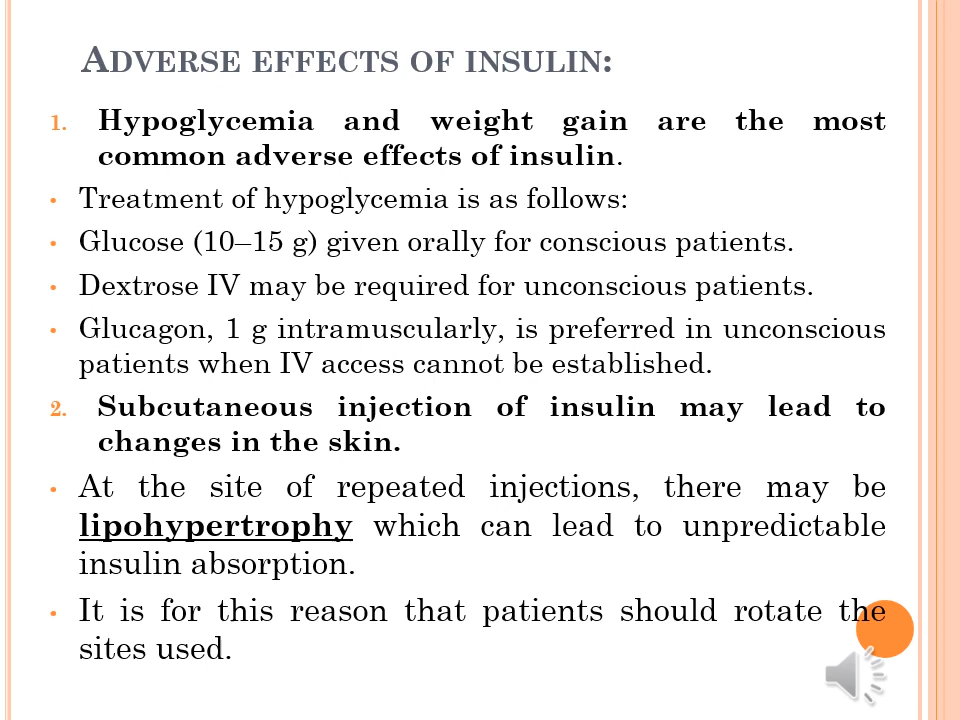 ADVERSE EFFECTS OF INSULIN:
1. Hypoglycemia and weight gain are the most
common adverse effects of insulin.
• Treatment of hypoglycemia is as follows:
• Glucose (10–15 g) given orally for conscious patients.
• Dextrose IV may be required for unconscious patients.
• Glucagon, 1 g intramuscularly, is preferred in unconscious
patients when IV access cannot be established.
2. Subcutaneous injection of insulin may lead to
changes in the skin.
• At the site of repeated injections, there may be
lipohypertrophy which can lead to unpredictable
insulin absorption.
• It is for this reason that patients should rotate the
sites used.